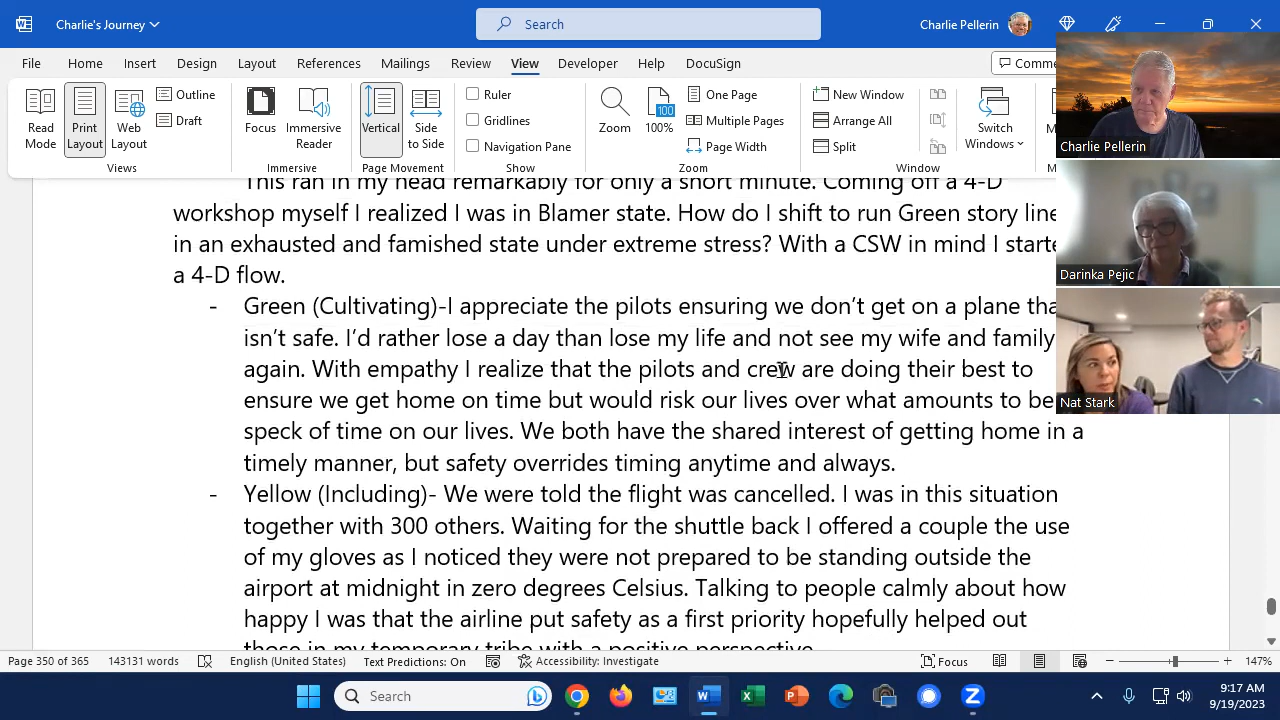 Charlie's Journey
Search
Charlie Pellerin
File Home Insert Design Layout References Mailings Review View Developer Help DocuSign
Comme
Read Mode
Print Layout
Web Layout
Outline
Draft
Views
Focus
Immersive Reader
Immersive
Vertical
Side to Side
Page Movement
Ruler
Gridlines
Navigation Pane
Show
Zoom
100
100%
One Page
Multiple Pages
Page Width
Zoom
New Window
Arrange All
Split
Switch Windows
Window
Charlie Pellerin
Darinka Pejic
Nat Stark
This ran in my head remarkably for only a short minute. Coming off a 4-D
workshop myself I realized I was in Blamer state. How do I shift to run Green story line
in an exhausted and famished state under extreme stress? With a CSW in mind I starte
a 4-D flow.
- Green (Cultivating)-I appreciate the pilots ensuring we don't get on a plane tha
isn't safe. I'd rather lose a day than lose my life and not see my wife and family
again. With empathy I realize that the pilots and crew are doing their best to
ensure we get home on time but would risk our lives over what amounts to be
speck of time on our lives. We both have the shared interest of getting home in a
timely manner, but safety overrides timing anytime and always.
- Yellow (Including)- We were told the flight was cancelled. I was in this situation
together with 300 others. Waiting for the shuttle back I offered a couple the use
of my gloves as I noticed they were not prepared to be standing outside the
airport at midnight in zero degrees Celsius. Talking to people calmly about how
happy I was that the airline put safety as a first priority hopefully helped out
those in my temporary tribe with a positive perspective.
Page 350 of 365 143131 words English (United States) Text Predictions: On Accessibility: Investigate Focus 147%
Search
9:17 AM
9/19/2023